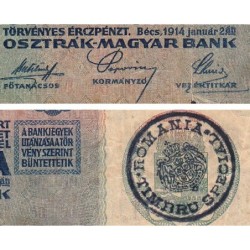 TÖRVÉNYES ÉRCZPÉNZT. Bécs, 1914 január 2.ÁN
OSZTRÁK-MAGYAR BANK
FŐTANÁCSOS
KORMÁNYZÓ
VEZÉRTITKÁR
A BANKJEGYEK
UTÁNZÁSA A TÖR
VÉNY SZERINT
BÜNTETTETIK
ROMANIA
TIMBRU SPECIAL